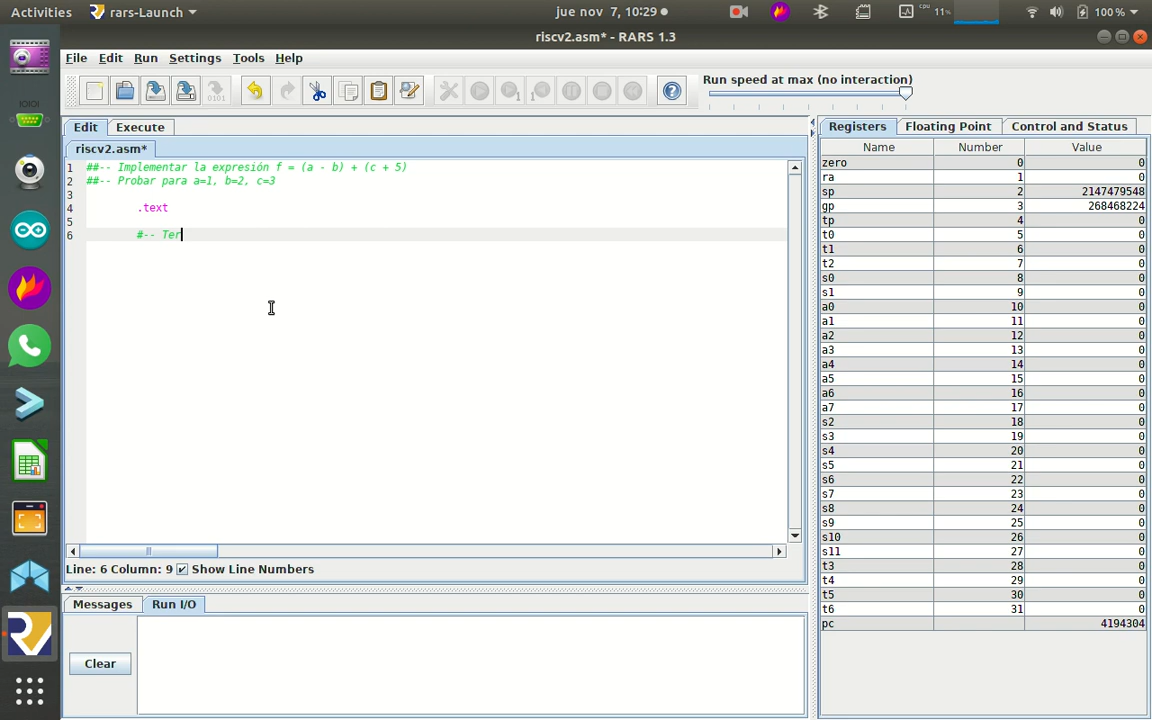 Activities rars-Launch jue nov 7, 10:29 cpu 11% 100%
riscv2.asm* - RARS 1.3
File Edit Run Settings Tools Help
Run speed at max (no interaction)
Edit Execute
riscv2.asm*
1 ##-- Implementar la expresión f = (a - b) + (c + 5)
2 ##-- Probar para a=1, b=2, c=3
3
4 .text
5
6 #-- Ter
Line: 6 Column: 9 Show Line Numbers
Messages Run I/O
Clear
Registers Floating Point Control and Status
Name Number Value
zero 0 0
ra 1 0
sp 2 2147479548
gp 3 268468224
tp 4 0
t0 5 0
t1 6 0
t2 7 0
s0 8 0
s1 9 0
a0 10 0
a1 11 0
a2 12 0
a3 13 0
a4 14 0
a5 15 0
a6 16 0
a7 17 0
s2 18 0
s3 19 0
s4 20 0
s5 21 0
s6 22 0
s7 23 0
s8 24 0
s9 25 0
s10 26 0
s11 27 0
t3 28 0
t4 29 0
t5 30 0
t6 31 0
pc 4194304